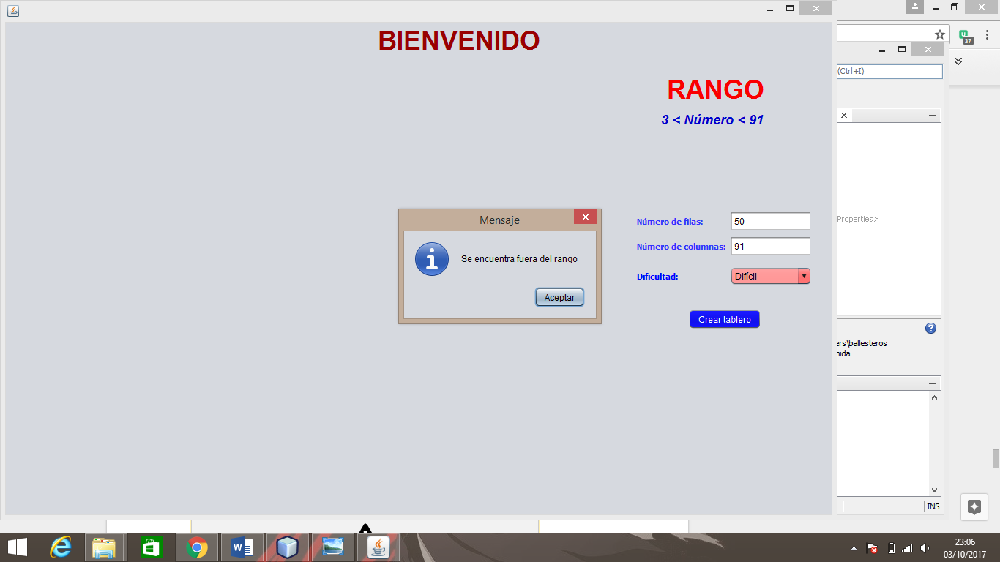 BIENVENIDO
RANGO
3 < Número < 91
Mensaje
Se encuentra fuera del rango
Aceptar
Número de filas:
50
Número de columnas:
91
Dificultad:
Difícil
Crear tablero
37
(Ctrl+I)
Properties>
ers\ballesteros
nida
INS
23:06
03/10/2017